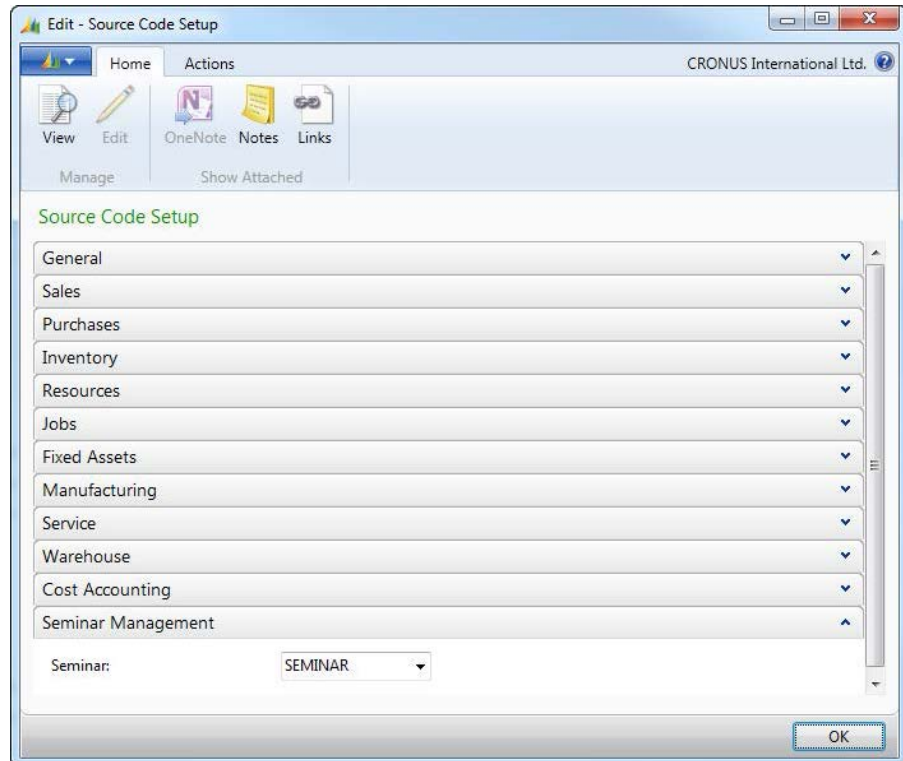 Edit - Source Code Setup
Home Actions CRONUS International Ltd.
View Edit OneNote Notes Links
Manage Show Attached
Source Code Setup
General
Sales
Purchases
Inventory
Resources
Jobs
Fixed Assets
Manufacturing
Service
Warehouse
Cost Accounting
Seminar Management
Seminar: SEMINAR
OK